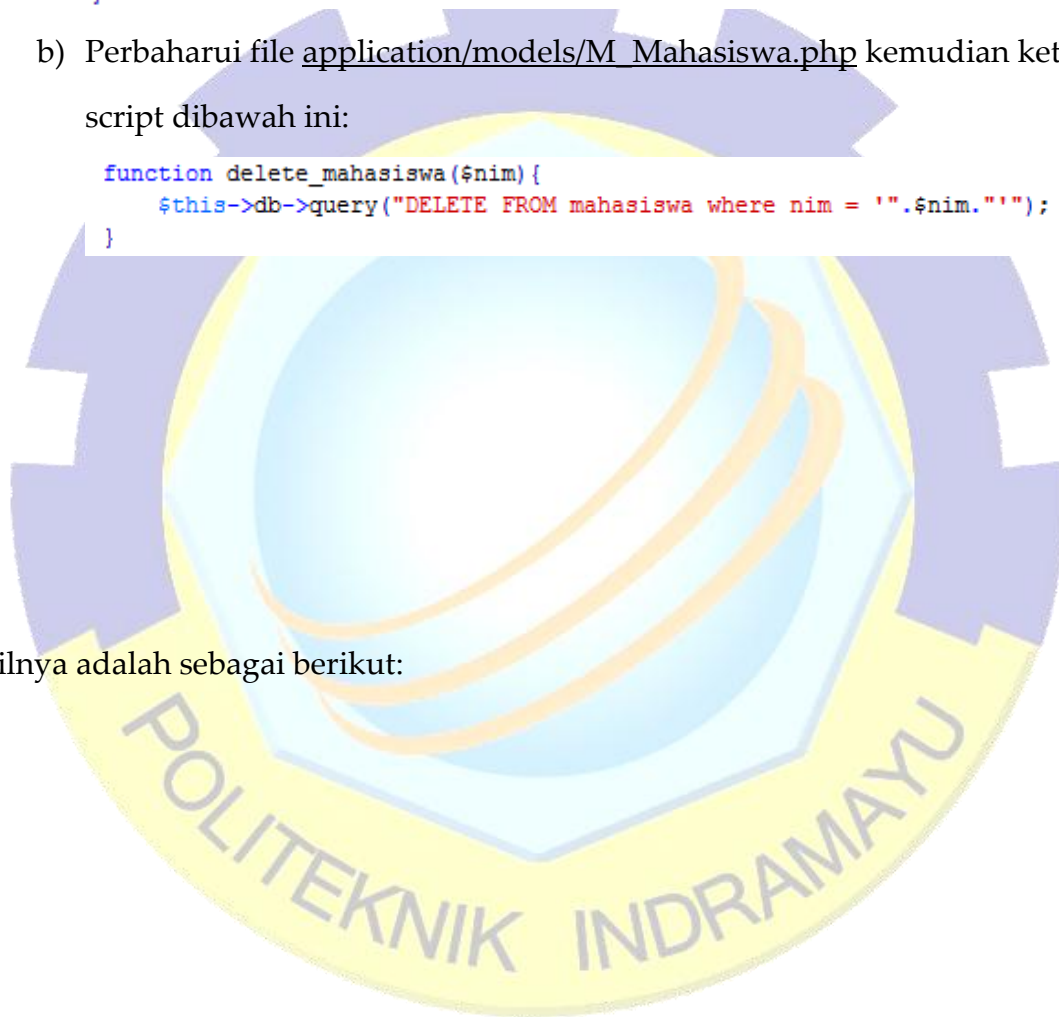 b) Perbaharui file application/models/M_Mahasiswa.php kemudian ket
script dibawah ini:
function delete_mahasiswa($nim){
$this->db->query("DELETE FROM mahasiswa where nim = '".$nim."'");
}
ilnya adalah sebagai berikut:
POLITEKNIK INDRAMAYU